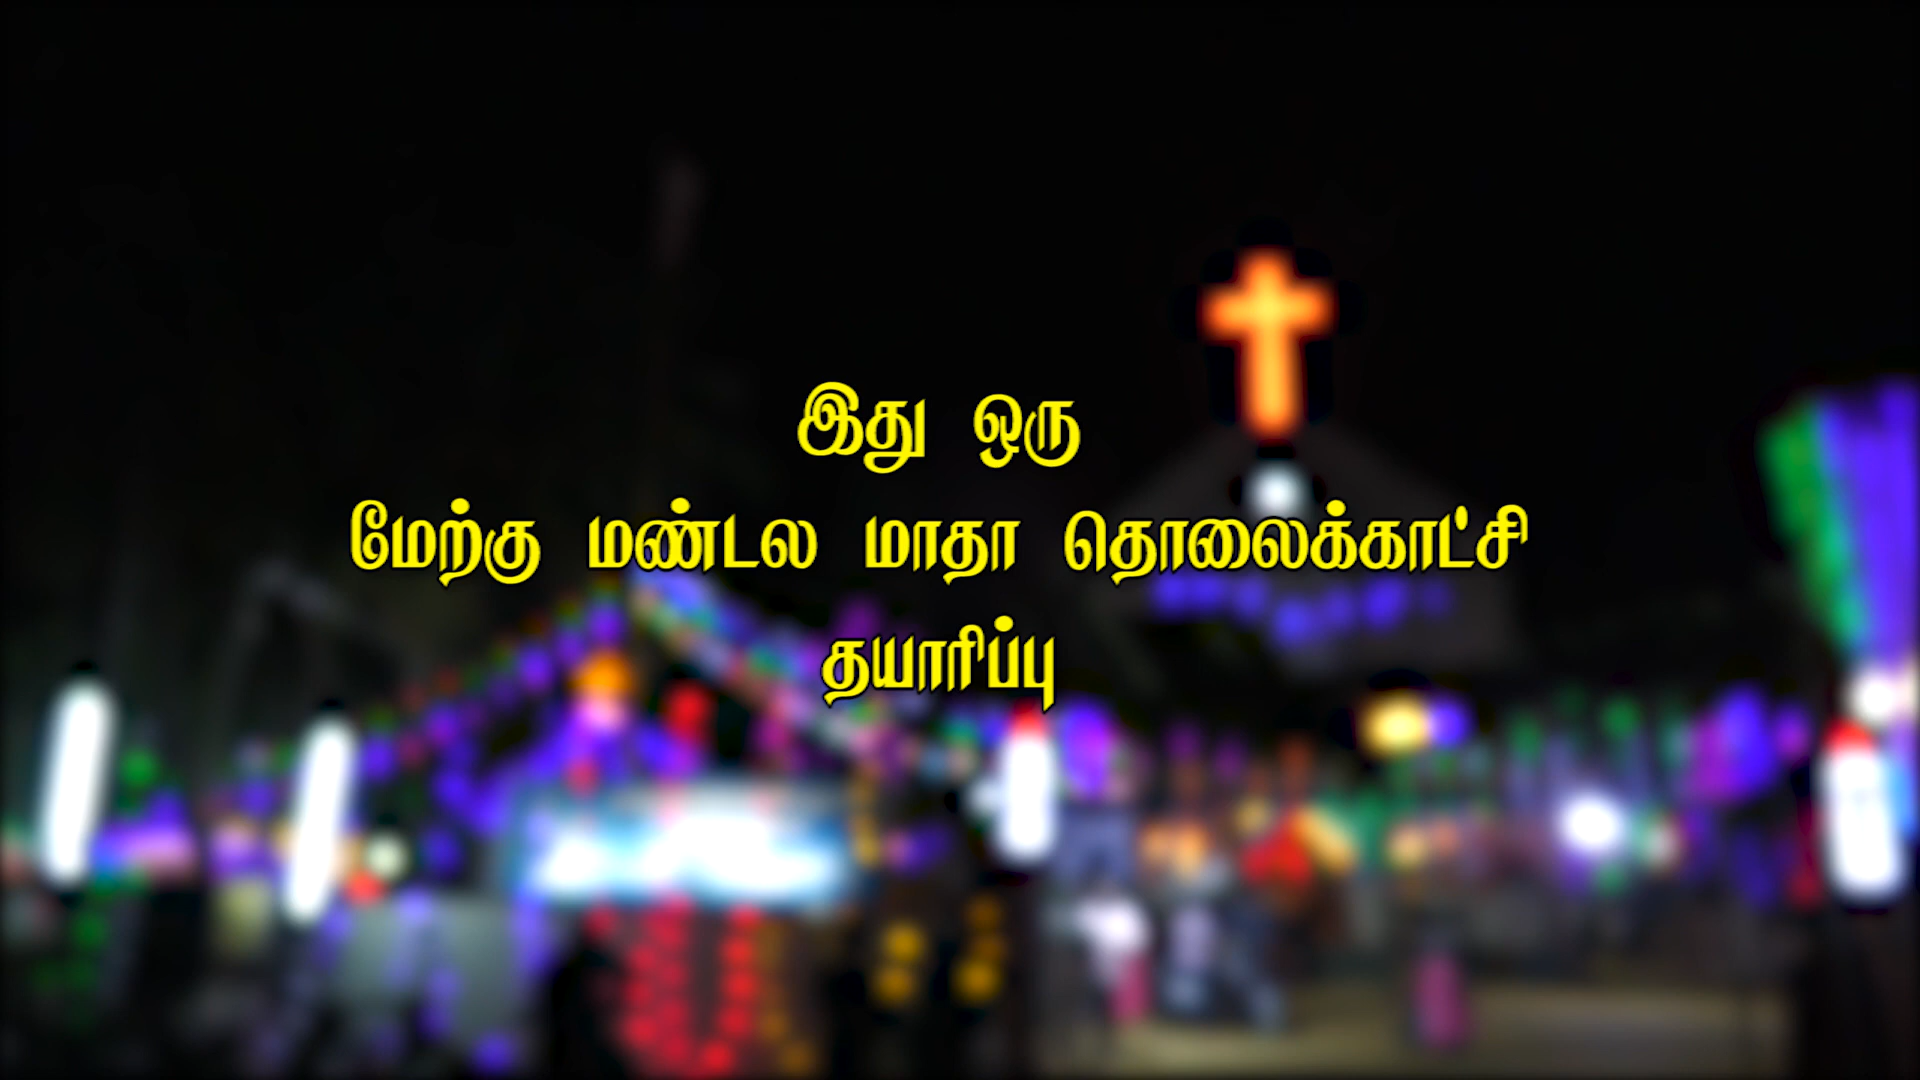 இது ஒரு
மேற்கு மண்டல மாதா தொலைக்காட்சி
தயாரிப்பு